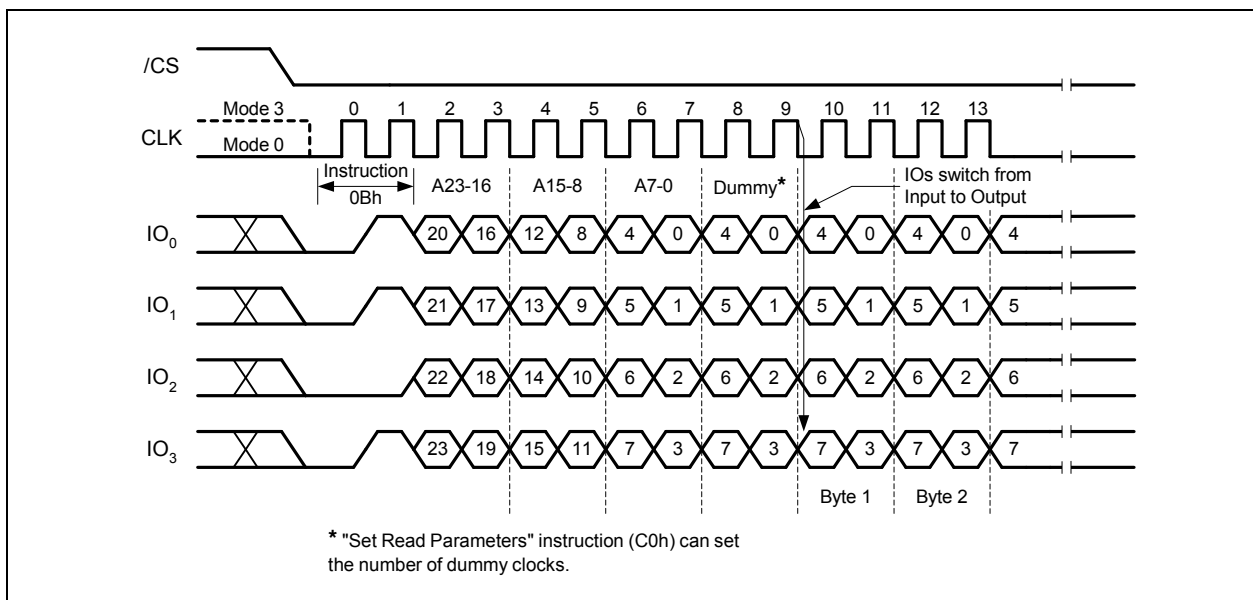 /CS
Mode 3 0 1 2 3 4 5 6 7 8 9 10 11 12 13
CLK
Mode 0
Instruction
0Bh
A23-16 A15-8 A7-0 Dummy*
IOs switch from
Input to Output
IO0 20 16 12 8 4 0 4 0 4 0 4 0 4
IO1 21 17 13 9 5 1 5 1 5 1 5 1 5
IO2 22 18 14 10 6 2 6 2 6 2 6 2 6
IO3 23 19 15 11 7 3 7 3 7 3 7 3 7
Byte 1 Byte 2
* "Set Read Parameters" instruction (C0h) can set
the number of dummy clocks.